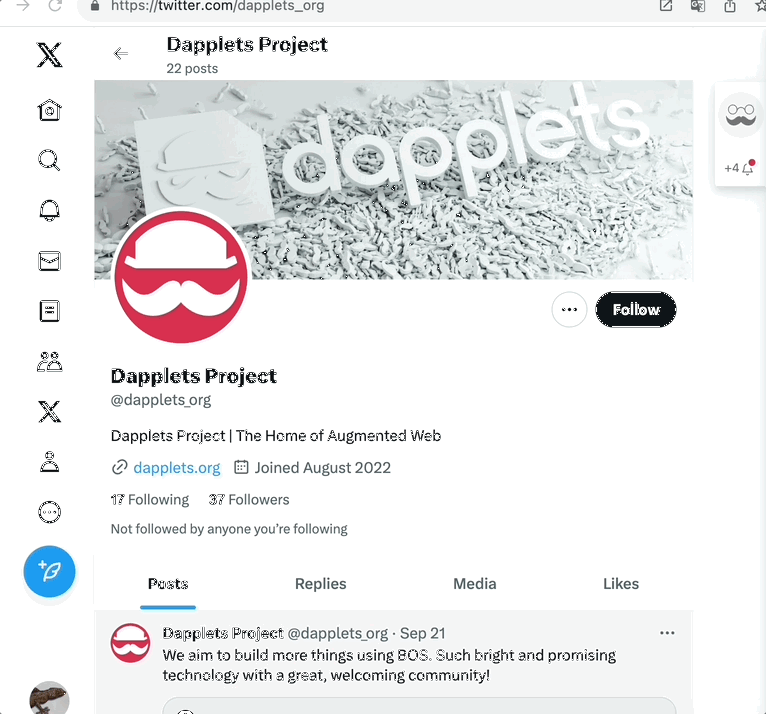 https://twitter.com/dapplets_org
Dapplets Project
22 posts
dapplets
+4
Follow
Dapplets Project
@dapplets_org
Dapplets Project | The Home of Augmented Web
dapplets.org Joined August 2022
17 Following 37 Followers
Not followed by anyone you’re following
Posts Replies Media Likes
Dapplets Project @dapplets_org · Sep 21
We aim to build more things using BOS. Such bright and promising
technology with a great, welcoming community!